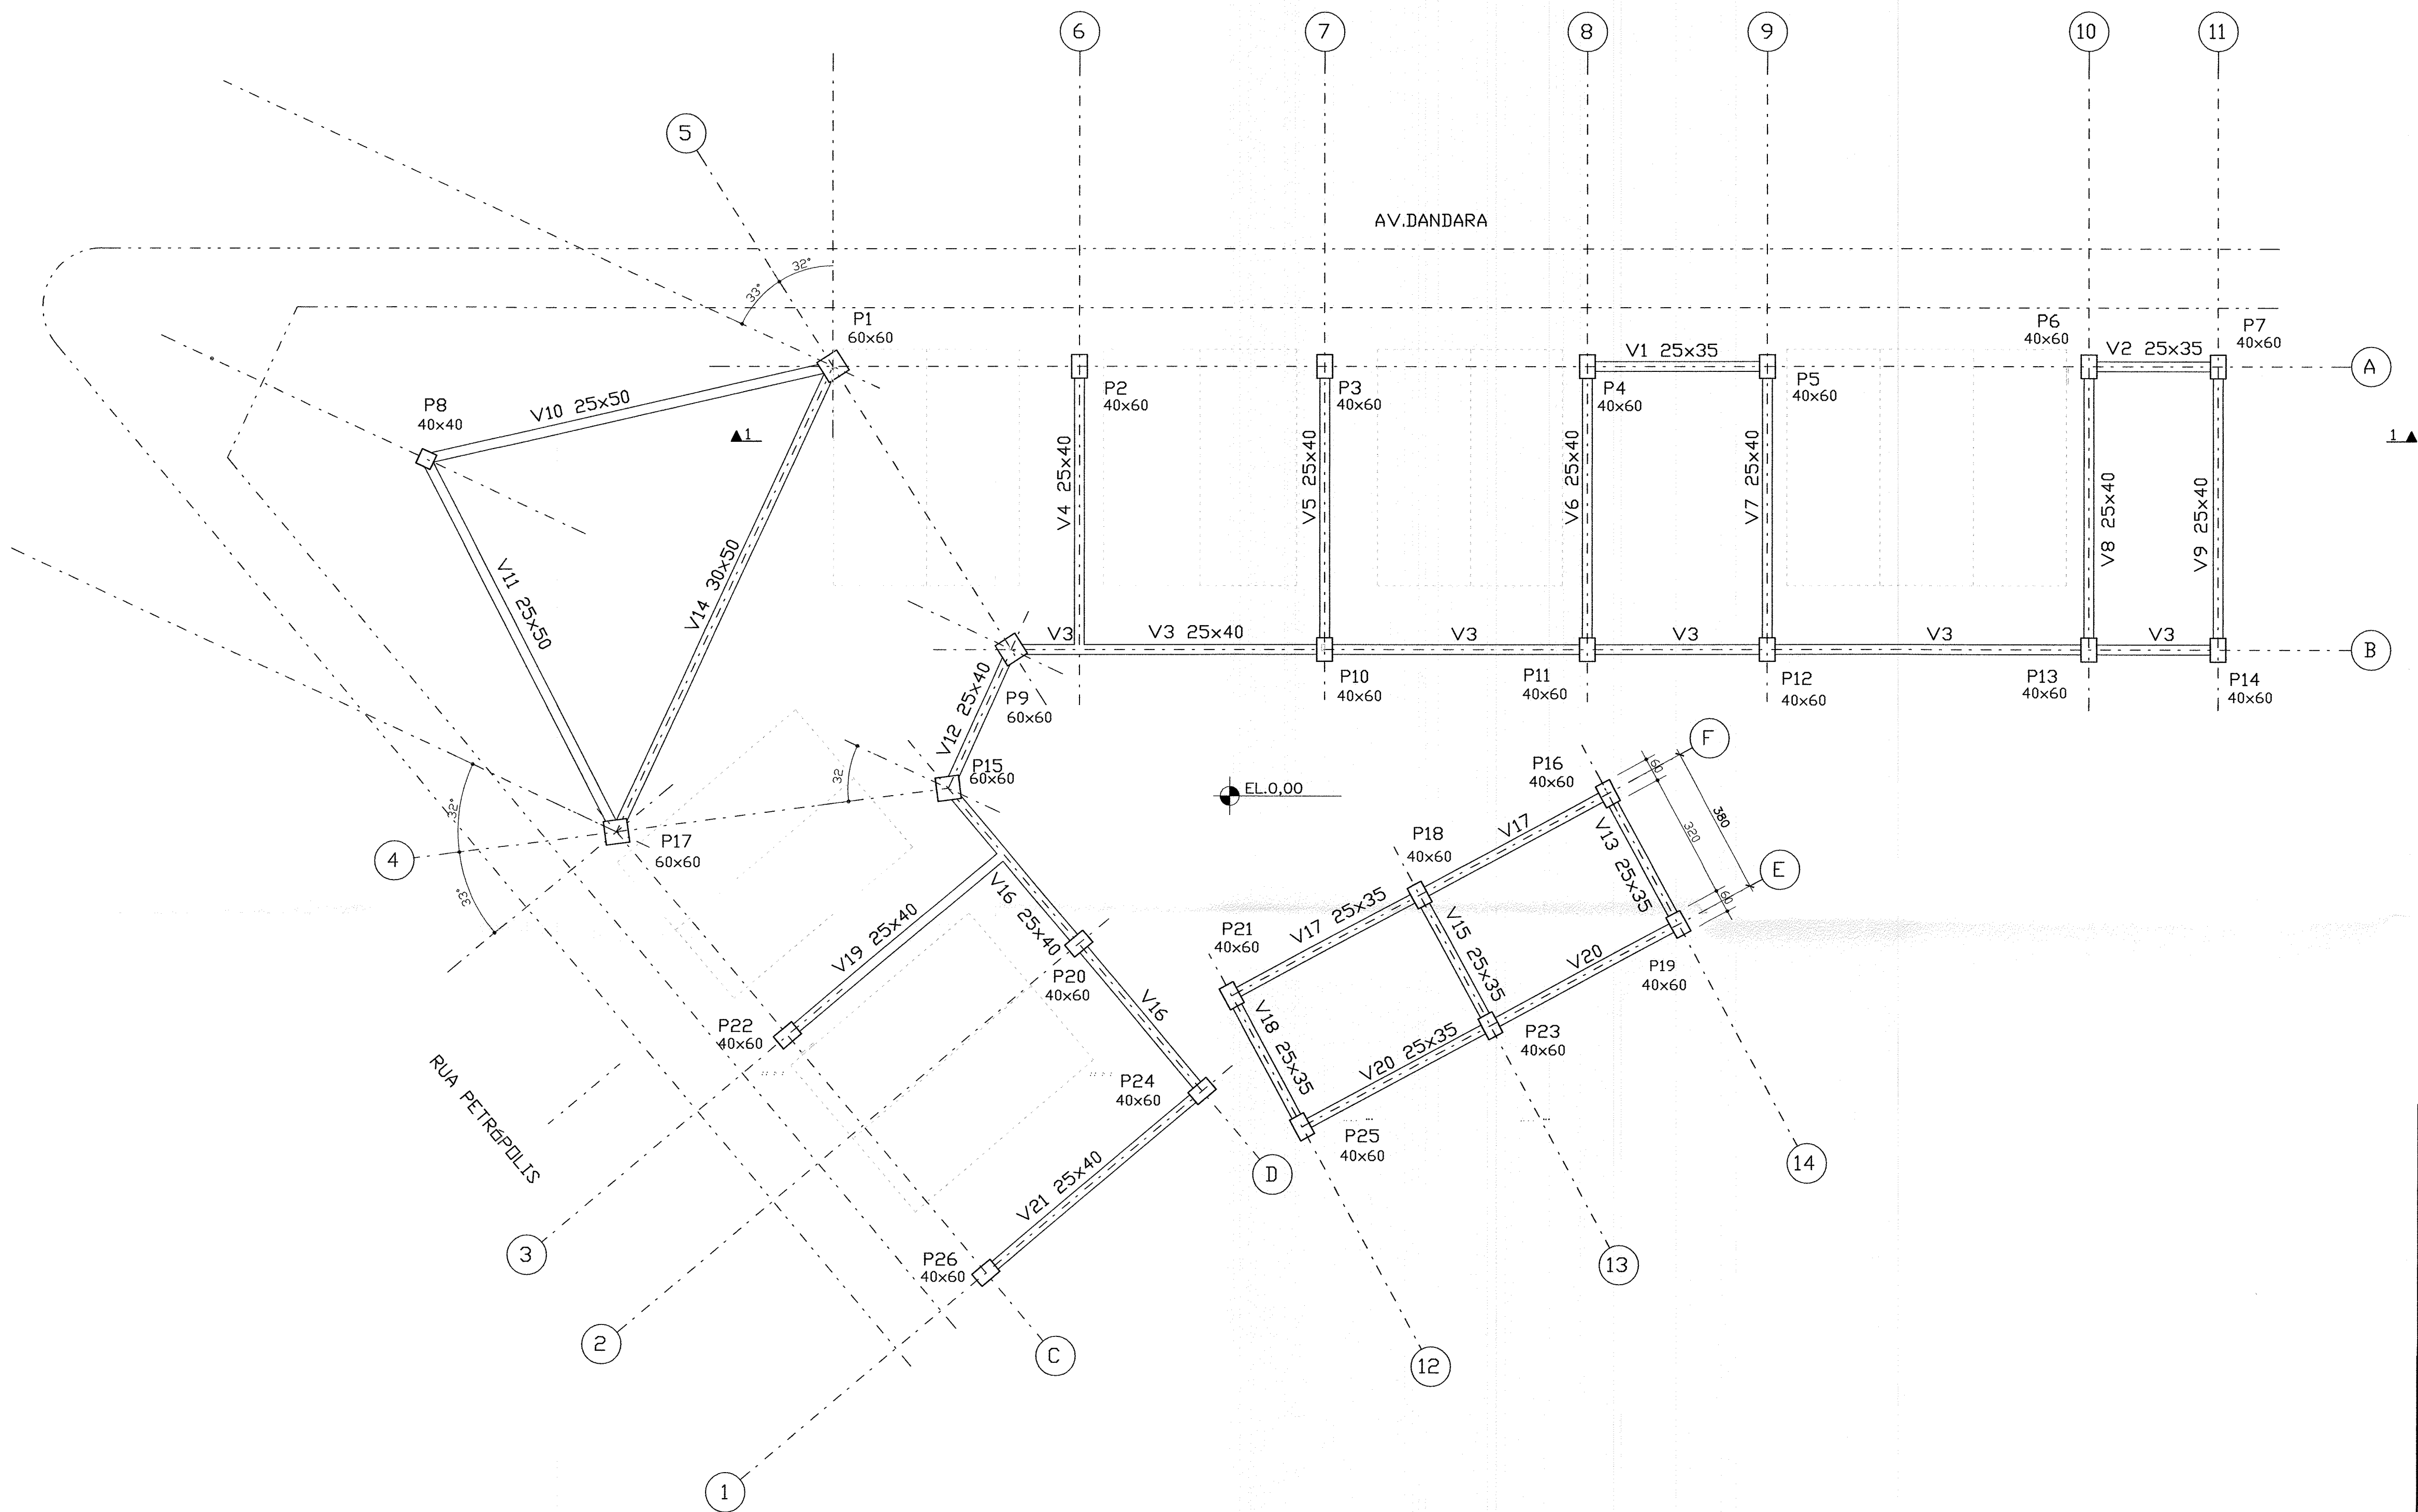 6
7
8
9
10
11
5
AV.DANDARA
32°
33°
P1
60x60
P6
40x60
P7
40x60
V1 25x35
V2 25x35
A
P2
40x60
P3
40x60
P4
40x60
P5
40x60
P8
40x40
V10 25x50
1
1
V4 25x40
V5 25x40
V6 25x40
V7 25x40
V8 25x40
V9 25x40
V11 25x50
V14 30x50
V3
V3 25x40
V3
V3
V3
V3
B
V12 25x40
P9
60x60
P10
40x60
P11
40x60
P12
40x60
P13
40x60
P14
40x60
P15
60x60
32
EL.0,00
P16
40x60
F
60
380
320
60
E
32°
33°
4
P17
60x60
P18
40x60
V17
V13 25x35
V16 25x40
V19 25x40
P21
40x60
V17 25x35
V15 25x35
V20
P19
40x60
P20
40x60
V16
V18 25x35
P22
40x60
P23
40x60
V20 25x35
RUA PETRóPOLIS
P24
40x60
P25
40x60
14
D
V21 25x40
3
P26
40x60
13
2
C
12
1